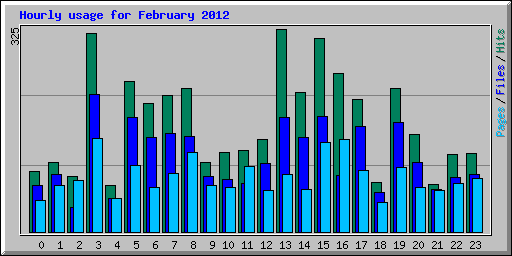 Hourly usage for February 2012
325
Pages / Files / Hits
0 1 2 3 4 5 6 7 8 9 10 11 12 13 14 15 16 17 18 19 20 21 22 23